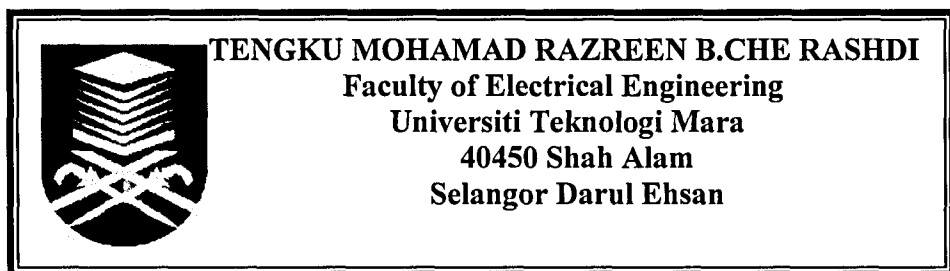 TENGKU MOHAMAD RAZREEN B.CHE RASHDI
Faculty of Electrical Engineering
Universiti Teknologi Mara
40450 Shah Alam
Selangor Darul Ehsan